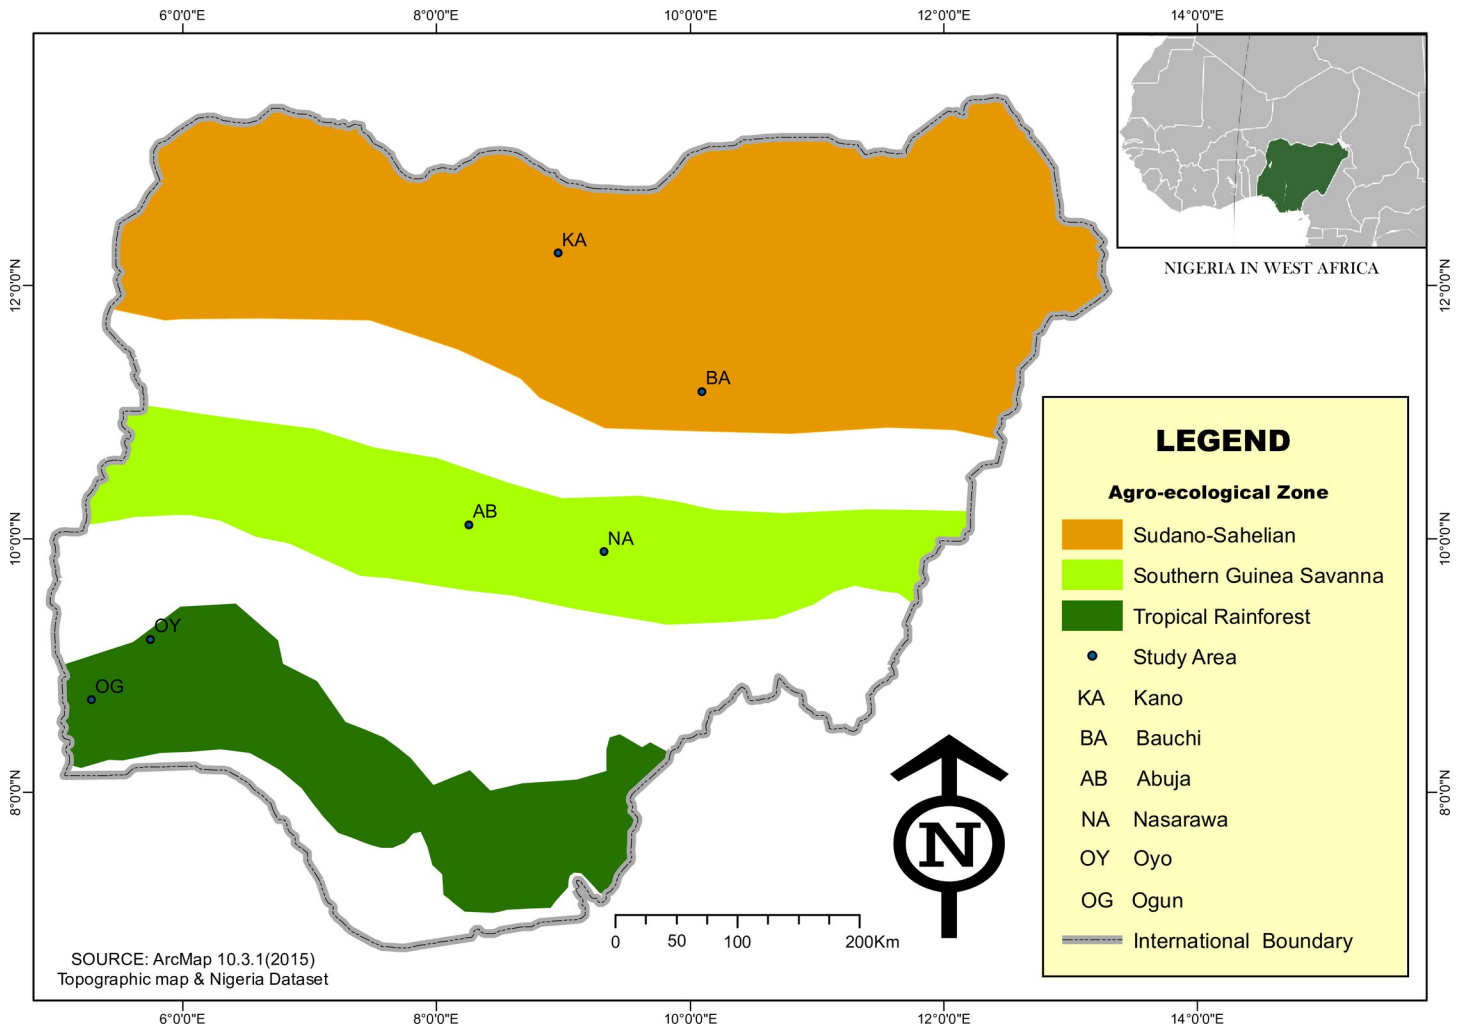 6°0'0"E 8°0'0"E 10°0'0"E 12°0'0"E 14°0'0"E
NIGERIA IN WEST AFRICA
12°0'0"N
12°0'0"N
KA
BA
AB
NA
10°0'0"N
10°0'0"N
OY
OG
8°0'0"N
8°0'0"N
LEGEND
Agro-ecological Zone
Sudano-Sahelian
Southern Guinea Savanna
Tropical Rainforest
Study Area
KA Kano
BA Bauchi
AB Abuja
NA Nasarawa
OY Oyo
OG Ogun
International Boundary
N
0 50 100 200Km
SOURCE: ArcMap 10.3.1(2015)
Topographic map & Nigeria Dataset
6°0'0"E 8°0'0"E 10°0'0"E 12°0'0"E 14°0'0"E